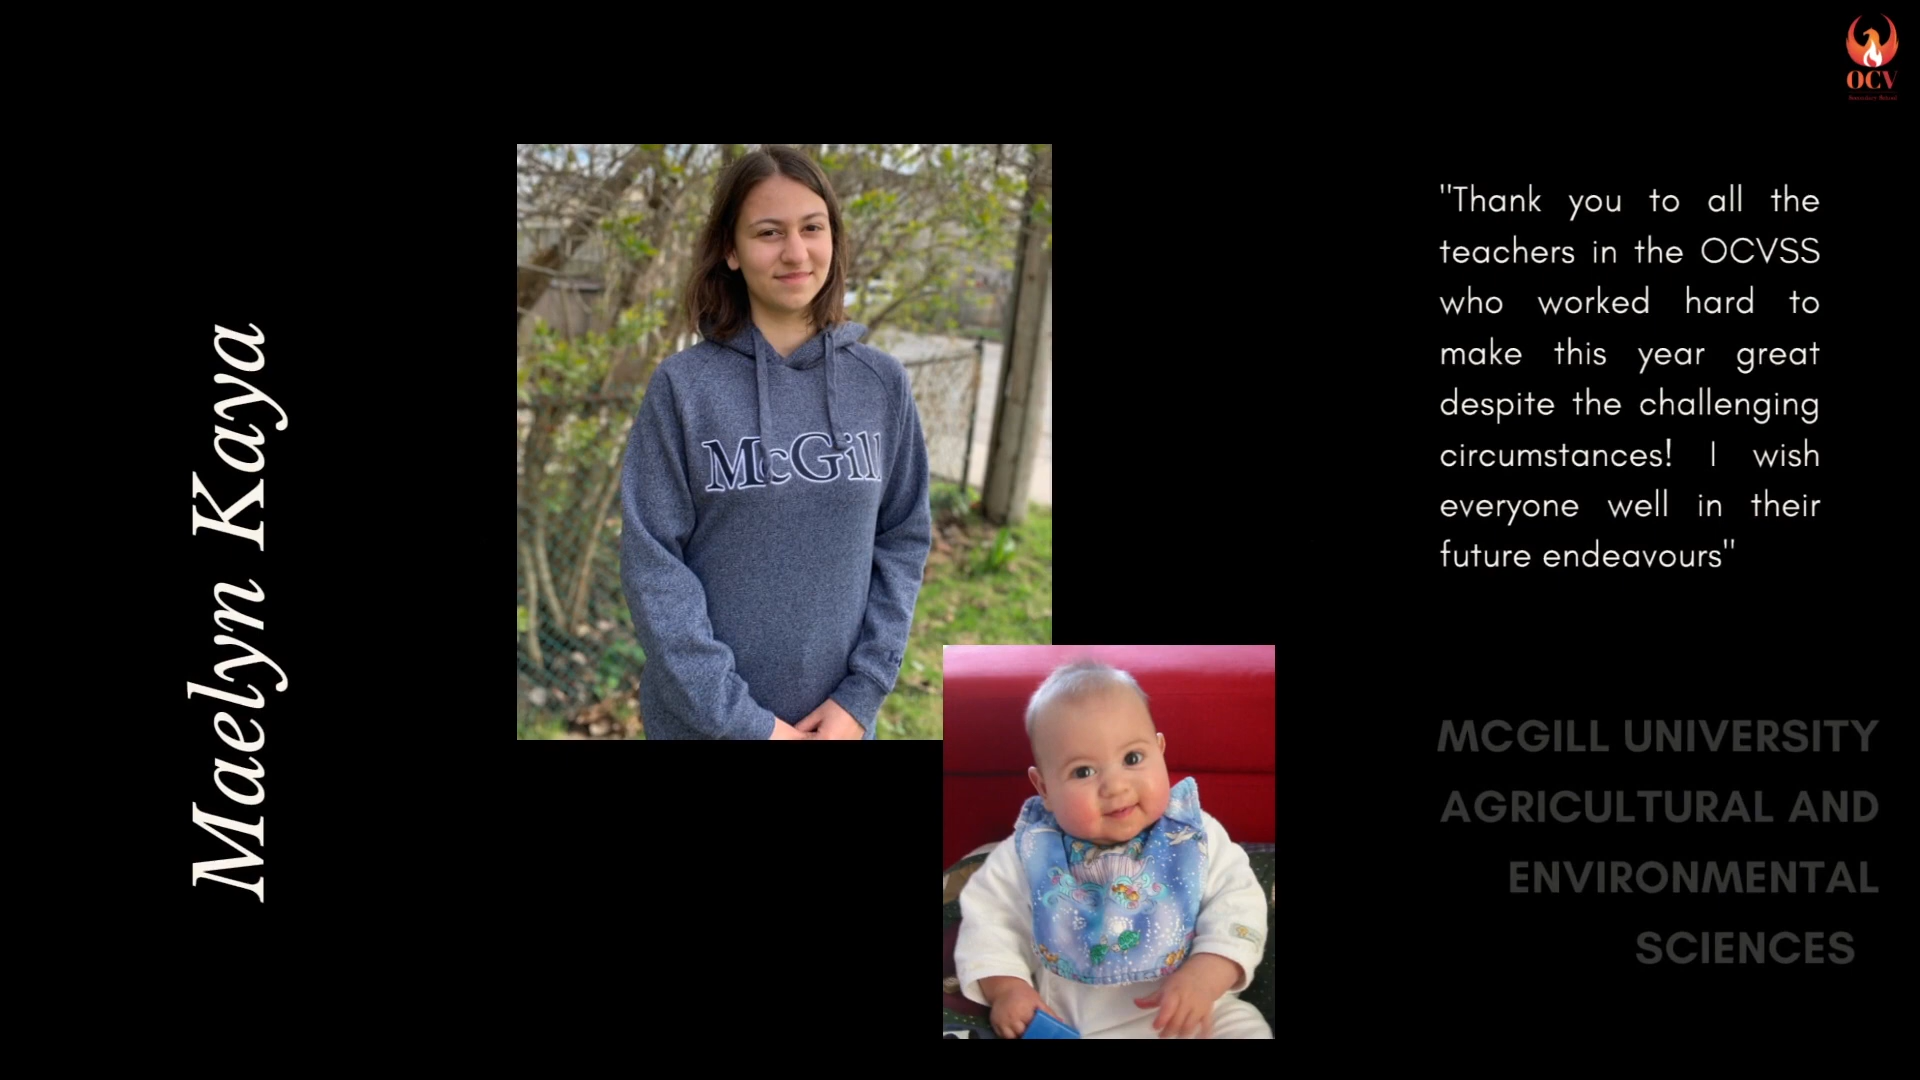 Maelyn Kaya
McGill
OCV
"Thank you to all the
teachers in the OCVSS
who worked hard to
make this year great
despite the challenging
circumstances! I wish
everyone well in their
future endeavours"
MCGILL UNIVERSITY
AGRICULTURAL AND
ENVIRONMENTAL
SCIENCES